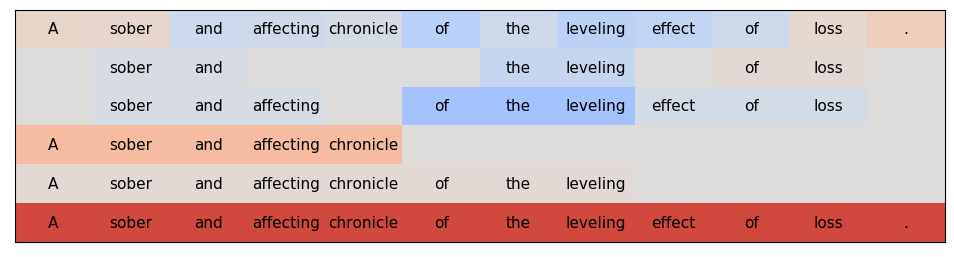 A sober and affecting chronicle of the leveling effect of loss .
sober and the leveling of loss
sober and affecting of the leveling effect of loss
A sober and affecting chronicle
A sober and affecting chronicle of the leveling
A sober and affecting chronicle of the leveling effect of loss .